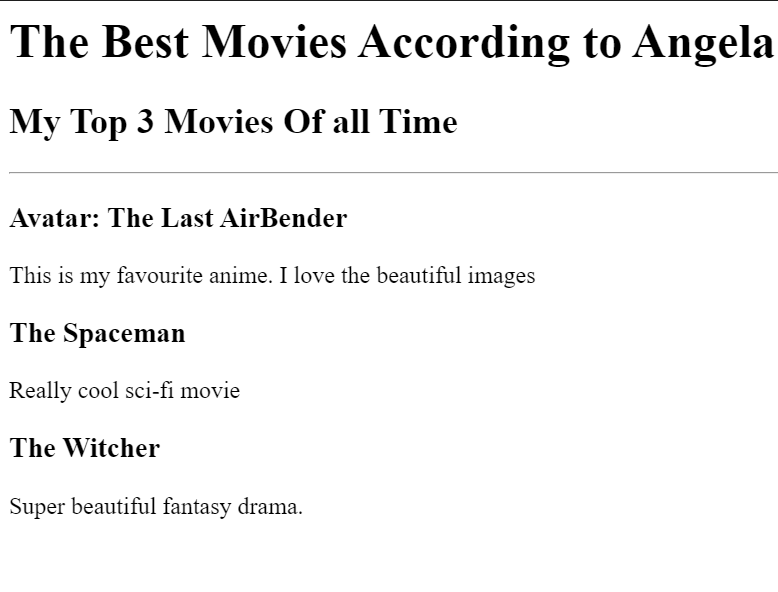 The Best Movies According to Angela
My Top 3 Movies Of all Time
Avatar: The Last AirBender
This is my favourite anime. I love the beautiful images
The Spaceman
Really cool sci-fi movie
The Witcher
Super beautiful fantasy drama.